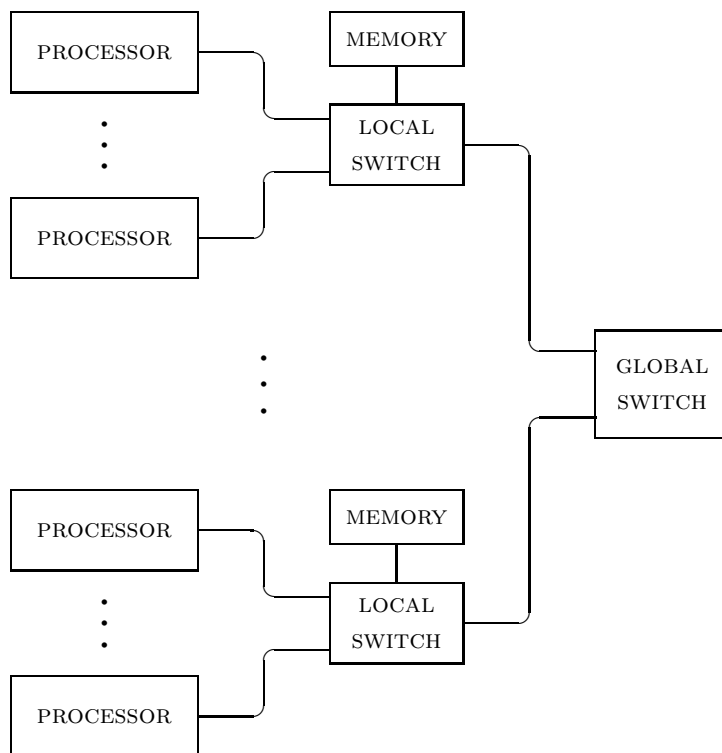 PROCESSOR
MEMORY
LOCAL
SWITCH
PROCESSOR
GLOBAL
SWITCH
PROCESSOR
MEMORY
LOCAL
SWITCH
PROCESSOR